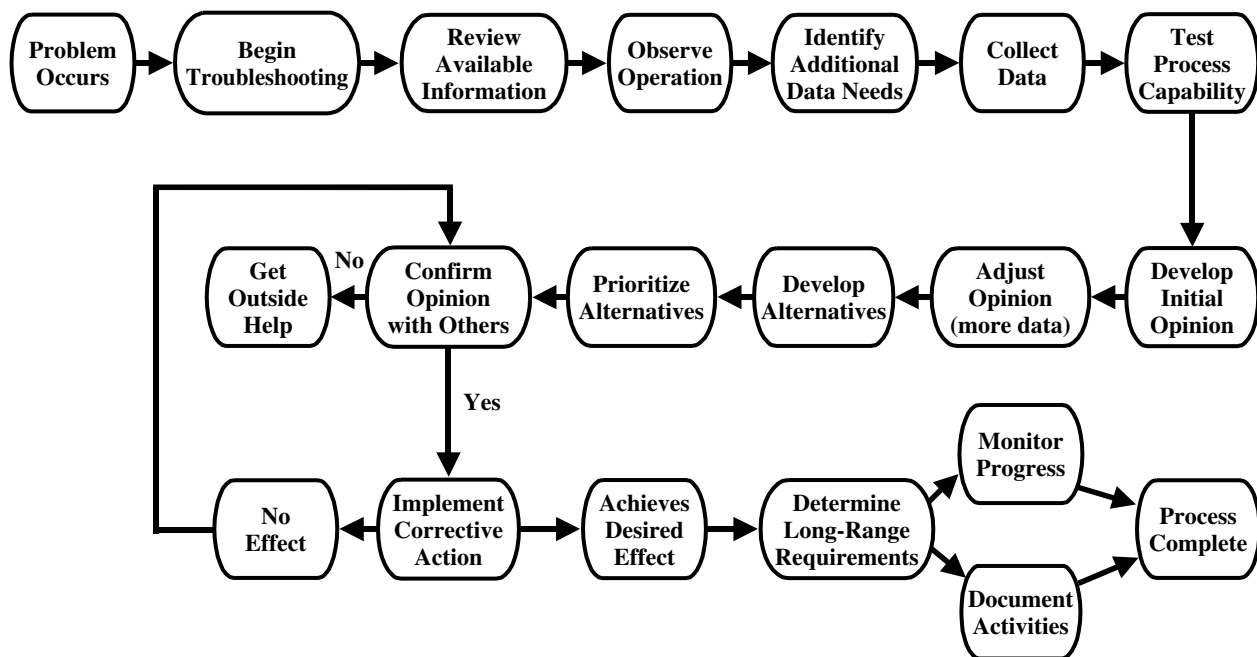 Problem
Occurs
Begin
Troubleshooting
Review
Available
Information
Observe
Operation
Identify
Additional
Data Needs
Collect
Data
Test
Process
Capability
Get
Outside
Help
No
Confirm
Opinion
with Others
Prioritize
Alternatives
Develop
Alternatives
Adjust
Opinion
(more data)
Develop
Initial
Opinion
Yes
No
Effect
Implement
Corrective
Action
Achieves
Desired
Effect
Determine
Long-Range
Requirements
Monitor
Progress
Document
Activities
Process
Complete